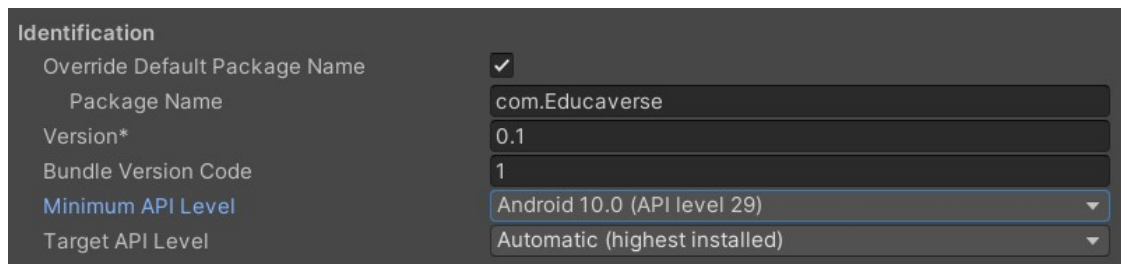 Identification
Override Default Package Name
Package Name com.Educaverse
Version* 0.1
Bundle Version Code 1
Minimum API Level Android 10.0 (API level 29)
Target API Level Automatic (highest installed)